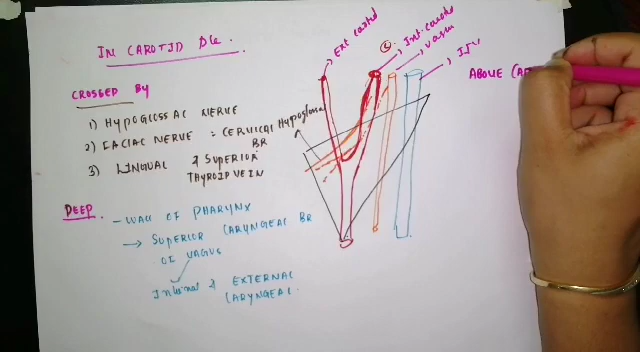 IN CAROTID Dle.
CROSSED By
1) HYPOGLOSSAL NERVE
2) FACIAL NERVE = CERVICAL BR
3) LINGUAL & SUPERIOR THYROID VEIN
DEEP.
- WALL OF PHARYNX
→ SUPERIOR LARYNGEAL BR OF VAGUS
Internal & EXTERNAL LARYNGEAL.
Ext carotid
Int. carotid
Vagus
IJV
Hypoglossal
ABOVE